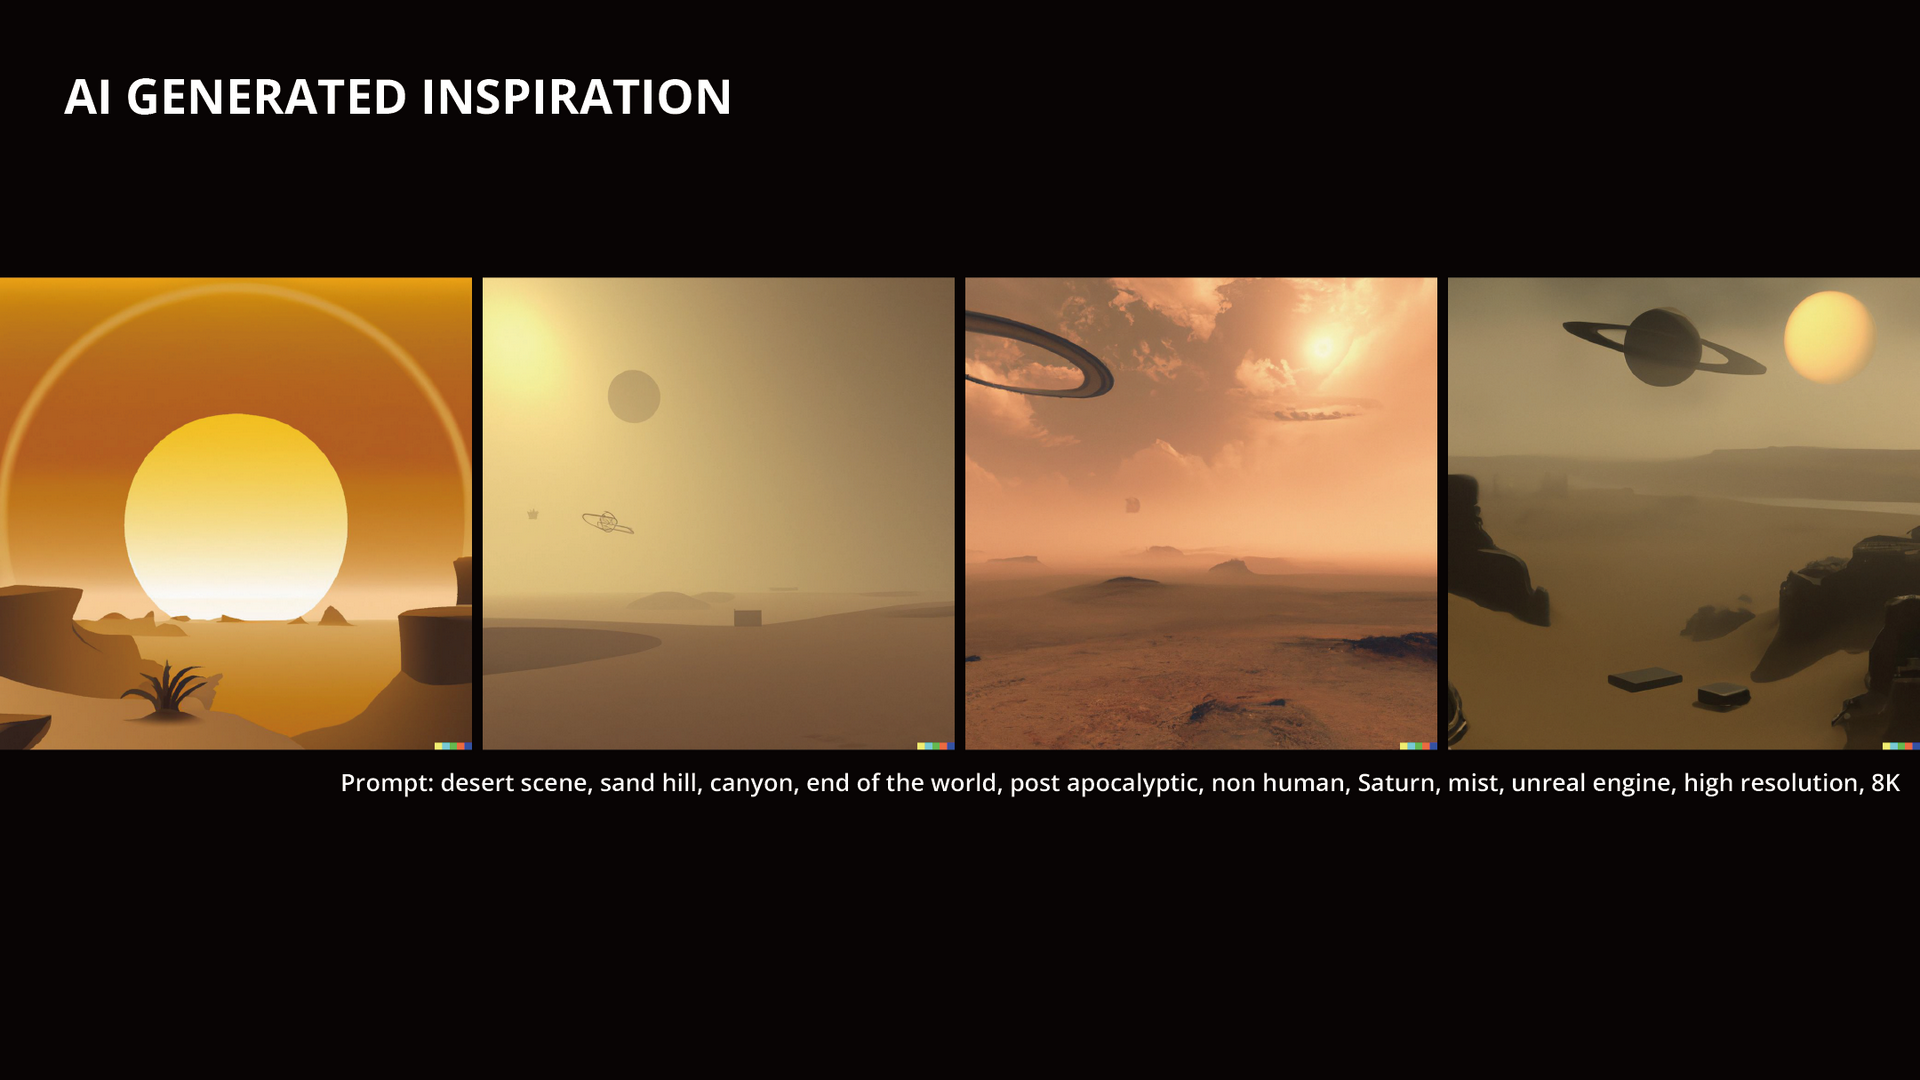 AI GENERATED INSPIRATION
Prompt: desert scene, sand hill, canyon, end of the world, post apocalyptic, non human, Saturn, mist, unreal engine, high resolution, 8K